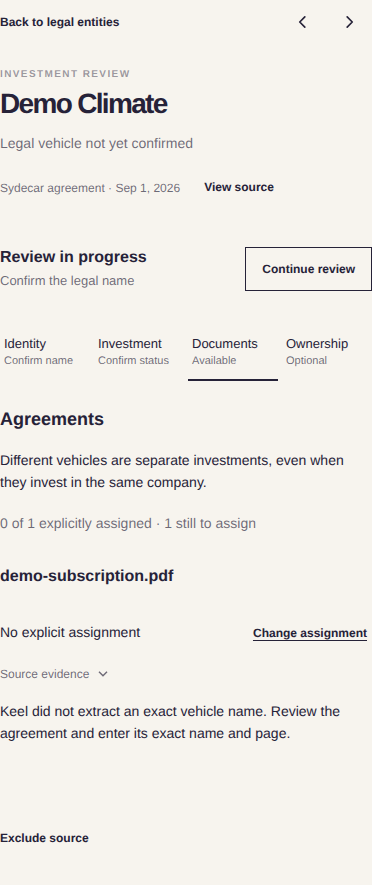 Back to legal entities
INVESTMENT REVIEW
Demo Climate
Legal vehicle not yet confirmed
Sydecar agreement · Sep 1, 2026 View source
Review in progress
Confirm the legal name
Continue review
Identity Investment Documents Ownership
Confirm name Confirm status Available Optional
Agreements
Different vehicles are separate investments, even when
they invest in the same company.
0 of 1 explicitly assigned · 1 still to assign
demo-subscription.pdf
No explicit assignment Change assignment
Source evidence
Keel did not extract an exact vehicle name. Review the
agreement and enter its exact name and page.
Exclude source